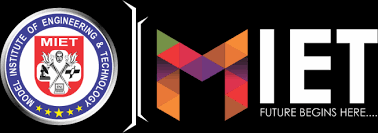 MODEL INSTITUTE OF ENGINEERING & TECHNOLOGY
MIET
MIET
FUTURE BEGINS HERE....